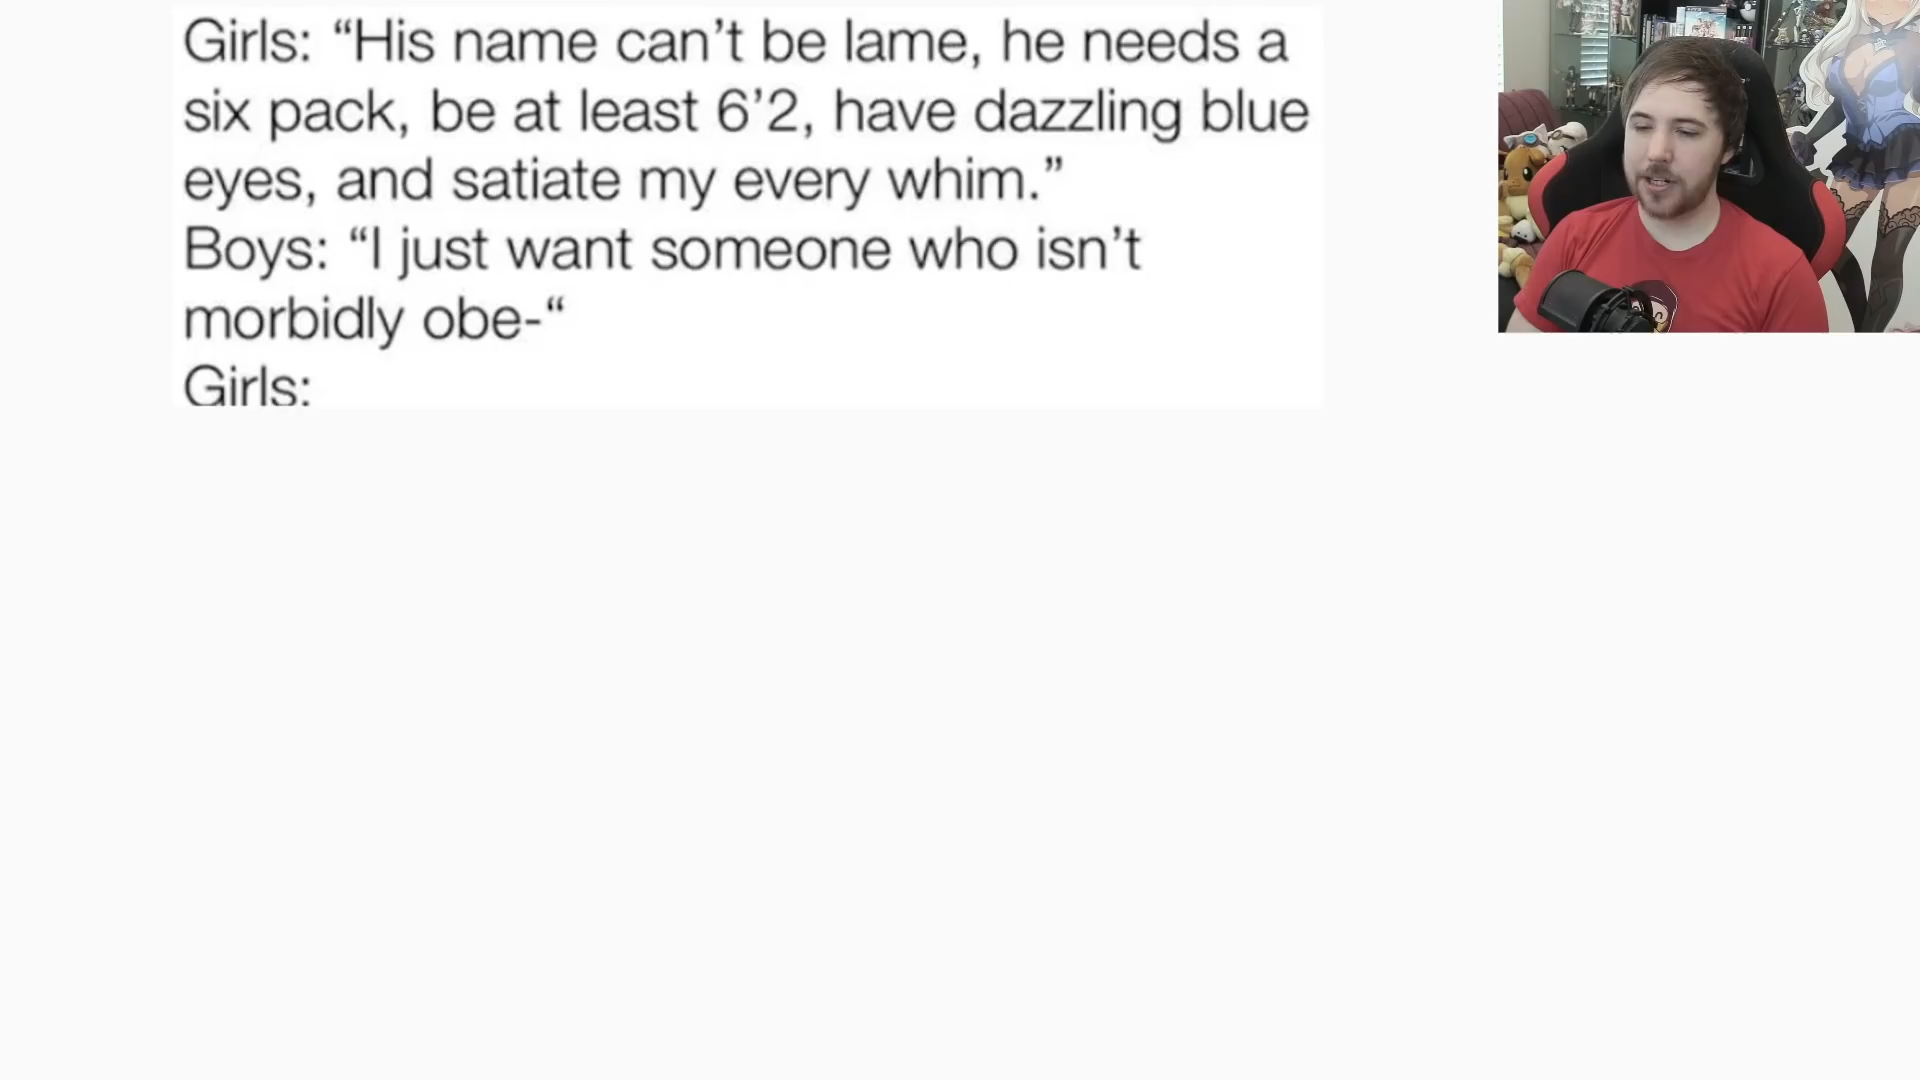 Girls: “His name can’t be lame, he needs a
six pack, be at least 6’2, have dazzling blue
eyes, and satiate my every whim.”
Boys: “I just want someone who isn’t
morbidly obe-“
Girls: